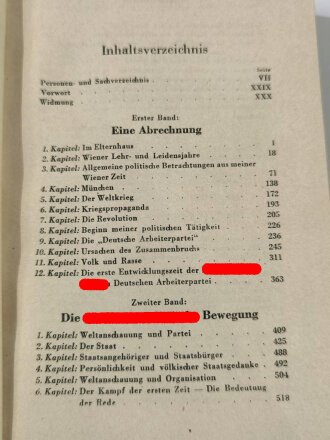 Inhaltsverzeichnis
Seite
Personen- und Sachverzeichnis VII
Vorwort XXIX
Widmung XXX
Erster Band:
Eine Abrechnung
1. Kapitel: Im Elternhaus 1
2. Kapitel: Wiener Lehr- und Leidensjahre 18
3. Kapitel: Allgemeine politische Betrachtungen aus meiner
Wiener Zeit 71
4. Kapitel: München 138
5. Kapitel: Der Weltkrieg 172
6. Kapitel: Kriegspropaganda 193
7. Kapitel: Die Revolution 205
8. Kapitel: Beginn meiner politischen Tätigkeit 226
9. Kapitel: Die „Deutsche Arbeiterpartei“ 236
10. Kapitel: Ursachen des Zusammenbruchs 245
11. Kapitel: Volk und Rasse 311
12. Kapitel: Die erste Entwicklungszeit der
Deutschen Arbeiterpartei 363
Zweiter Band:
Die Bewegung
1. Kapitel: Weltanschauung und Partei 409
2. Kapitel: Der Staat 425
3. Kapitel: Staatsangehöriger und Staatsbürger 488
4. Kapitel: Persönlichkeit und völkischer Staatsgedanke 492
5. Kapitel: Weltanschauung und Organisation 504
6. Kapitel: Der Kampf der ersten Zeit — Die Bedeutung
der Rede 518